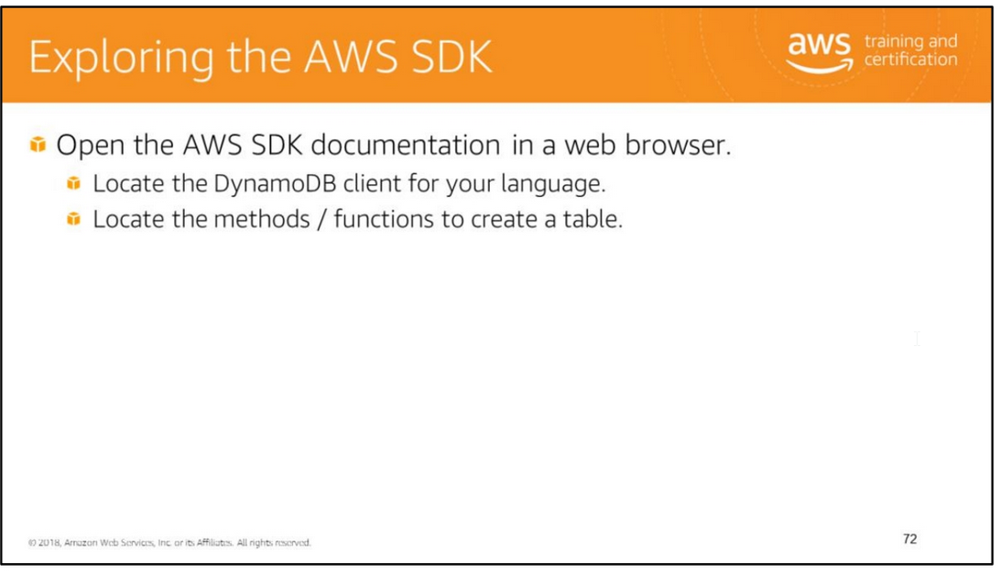 Exploring the AWS SDK
aws training and
certification
Open the AWS SDK documentation in a web browser.
Locate the DynamoDB client for your language.
Locate the methods / functions to create a table.
© 2018, Amazon Web Services, Inc. or its Affiliates. All rights reserved.
72